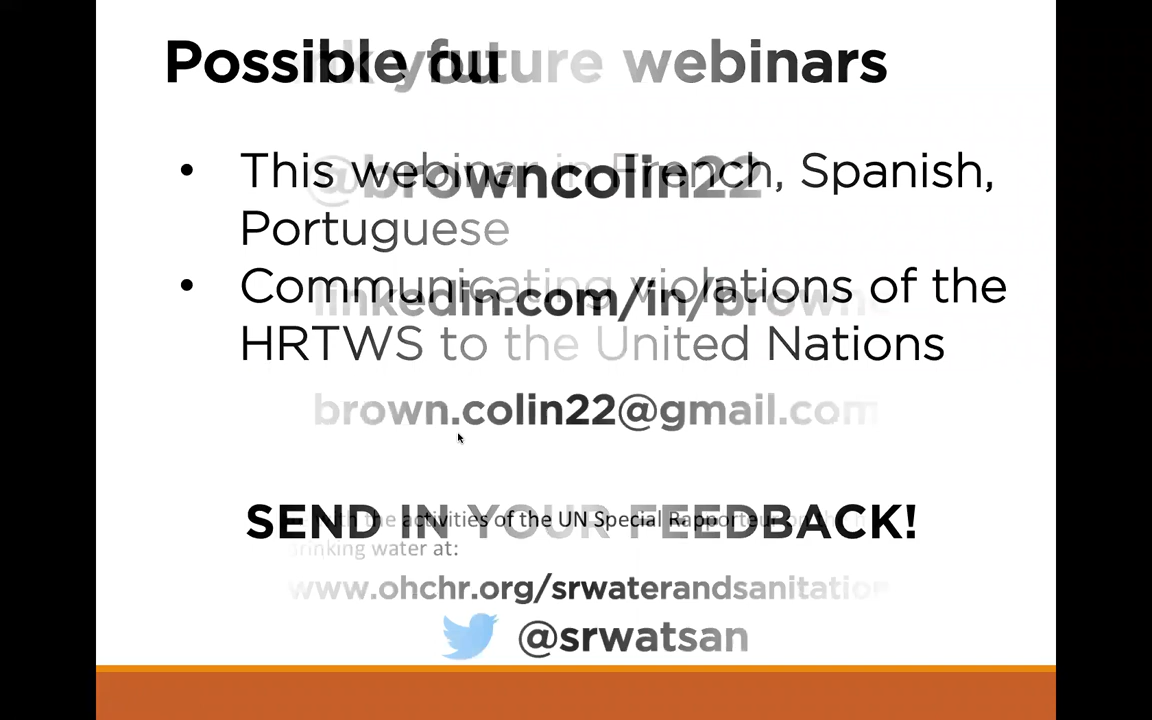 Possible future webinars
k you
• This webinar in French, Spanish,
Portuguese
@browncolin22
• Communicating violations of the
HRTWS to the United Nations
linkedin.com/in/brown
brown.colin22@gmail.com
SEND IN YOUR FEEDBACK!
the activities of the UN Special Rapporteur
drinking water at:
www.ohchr.org/srwaterandsanitation
@srwatsan